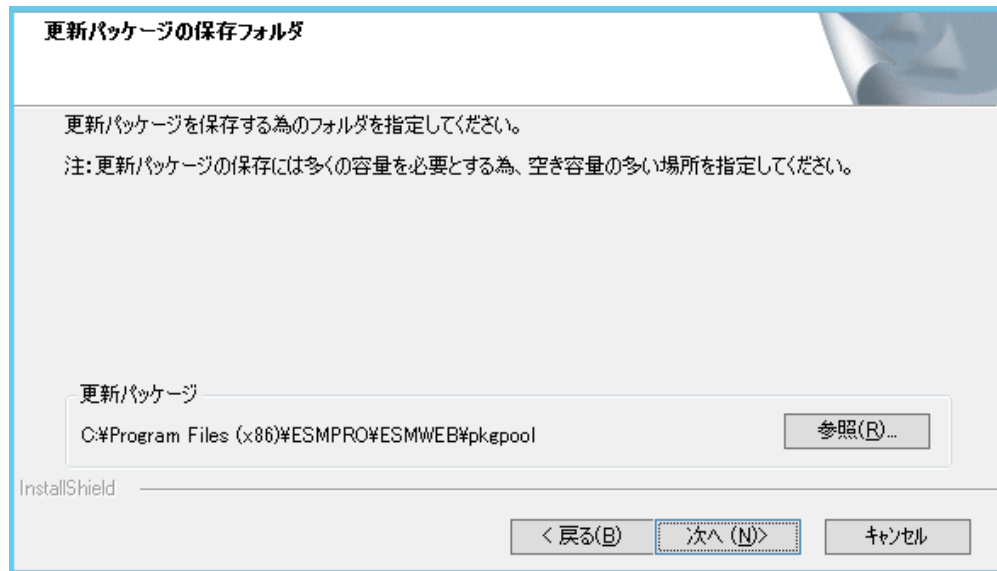 更新パッケージの保存フォルダ
更新パッケージを保存する為のフォルダを指定してください。
注：更新パッケージの保存には多くの容量を必要とする為、空き容量の多い場所を指定してください。
更新パッケージ
C:¥Program Files (x86)¥ESMPRO¥ESMWEB¥pkgpool
参照(R)...
InstallShield
< 戻る(B)
次へ (N)>
キャンセル